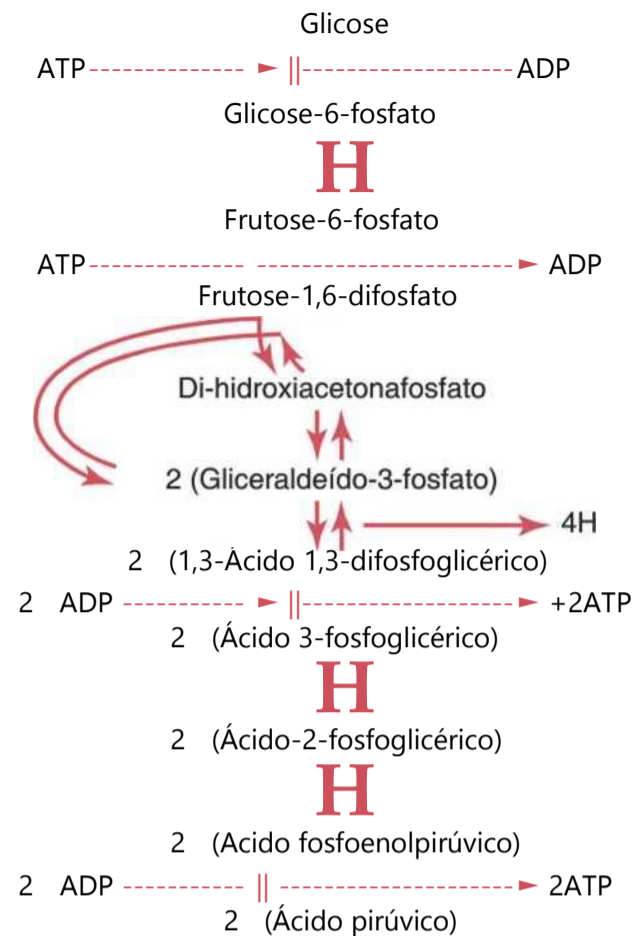 Glicose
ATP ADP
Glicose-6-fosfato
H
Frutose-6-fosfato
ATP ADP
Frutose-1,6-difosfato
Di-hidroxiacetonafosfato
2 (Gliceraldeído-3-fosfato)
4H
2 (1,3-Ácido 1,3-difosfoglicérico)
2 ADP +2ATP
2 (Ácido 3-fosfoglicérico)
H
2 (Ácido-2-fosfoglicérico)
H
2 (Acido fosfoenolpirúvico)
2 ADP 2ATP
2 (Ácido pirúvico)